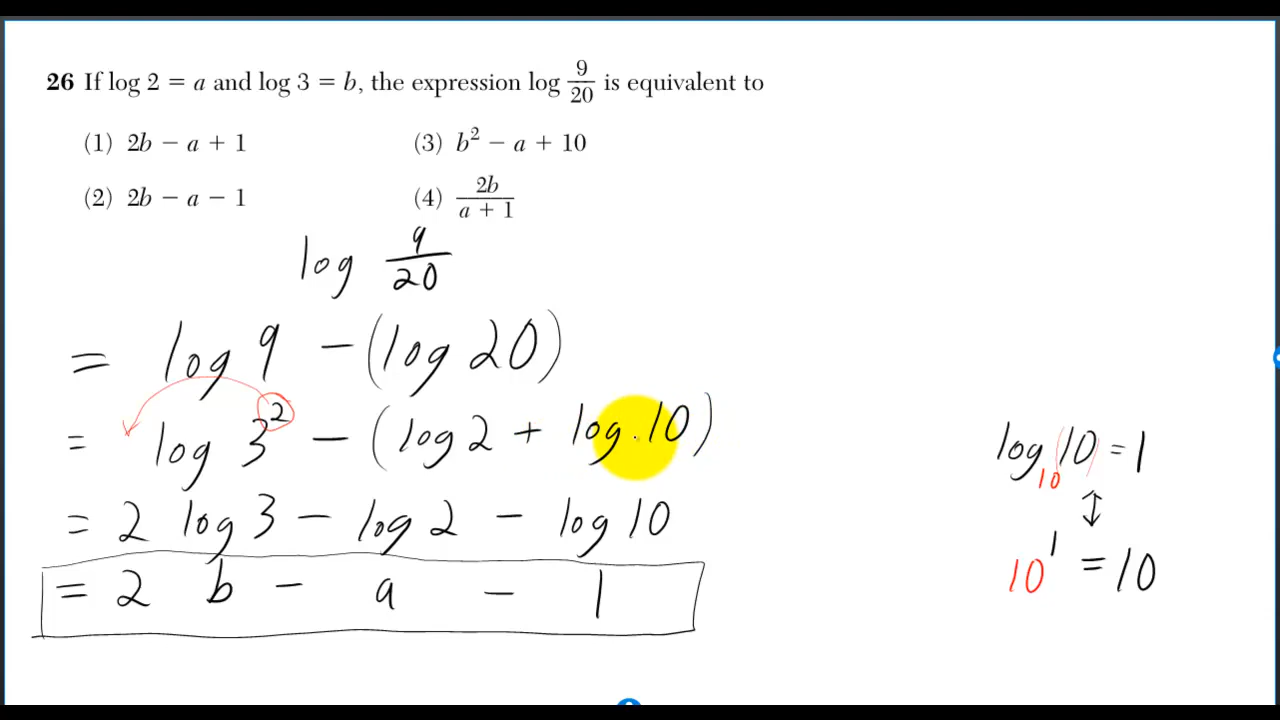 26 If log 2 = a and log 3 = b, the expression log 9/20 is equivalent to
(1) 2b − a + 1
(3) b² − a + 10
(2) 2b − a − 1
(4) 2b/(a + 1)
log 9/20
= log 9 − (log 20)
= log 3² − (log 2 + log 10)
log₁₀ 10 = 1
↕
= 2 log 3 − log 2 − log 10
10¹ = 10
= 2 b − a − 1